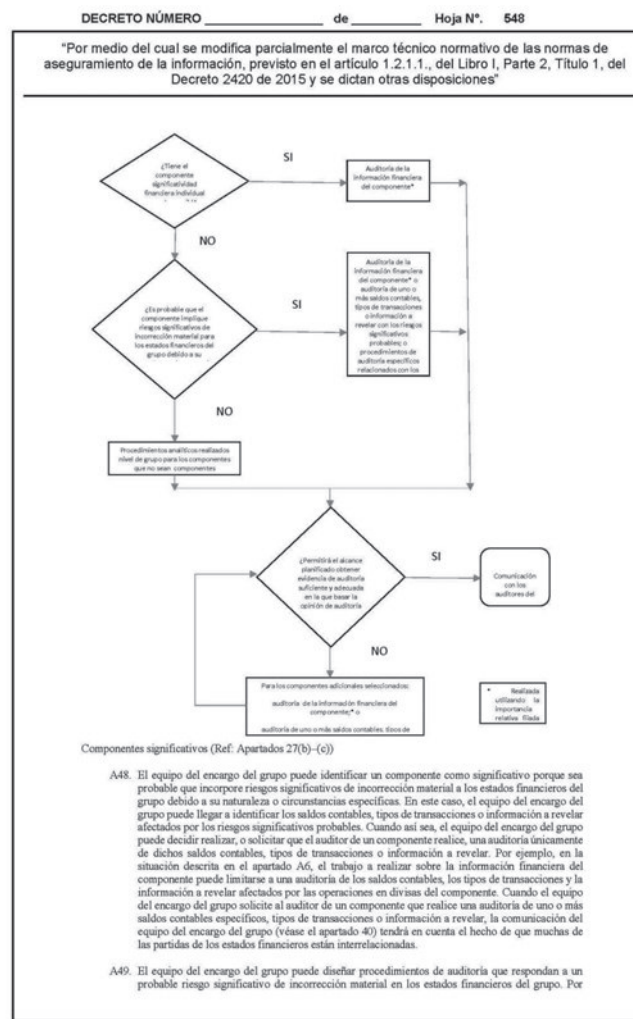 DECRETO NÚMERO ____________ de ________ Hoja N°. 548
"Por medio del cual se modifica parcialmente el marco técnico normativo de las normas de
aseguramiento de la información, previsto en el artículo 1.2.1.1., del Libro I, Parte 2, Título 1, del
Decreto 2420 de 2015 y se dictan otras disposiciones"
¿Tiene el
componente
significatividad
financiera individual
SI
Auditoría de la
información financiera
del componente*
NO
¿Es probable que el
componente implique
riesgos significativos de
incorrección material para
los estados financieros del
grupo debido a su
SI
Auditoría de la
información financiera
del componente* o
auditoría de uno o
más saldos contables,
tipos de transacciones
o información a
revelar con los riesgos
significativos
probables; o
procedimientos de
auditoría específicos
relacionados con los
NO
Procedimientos analíticos realizados
nivel de grupo para los componentes
que no sean componentes
¿Permitirá el alcance
planificado obtener
evidencia de auditoría
suficiente y adecuada
en la que basar la
opinión de auditoría
SI
Comunicación
con los
auditores del
NO
Para los componentes adicionales seleccionados:
auditoría de la información financiera del
componente;* o
auditoría de uno o más saldos contables, tipos de
* Realizada
utilizando la
importancia
relativa fijada
Componentes significativos (Ref: Apartados 27(b)–(c))
A48. El equipo del encargo del grupo puede identificar un componente como significativo porque sea
probable que incorpore riesgos significativos de incorrección material a los estados financieros del
grupo debido a su naturaleza o circunstancias específicas. En este caso, el equipo del encargo del
grupo puede llegar a identificar los saldos contables, tipos de transacciones o información a revelar
afectados por los riesgos significativos probables. Cuando así sea, el equipo del encargo del grupo
puede decidir realizar, o solicitar que el auditor de un componente realice, una auditoría únicamente
de dichos saldos contables, tipos de transacciones o información a revelar. Por ejemplo, en la
situación descrita en el apartado A6, el trabajo a realizar sobre la información financiera del
componente puede limitarse a una auditoría de los saldos contables, los tipos de transacciones y la
información a revelar afectados por las operaciones en divisas del componente. Cuando el equipo
del encargo del grupo solicite al auditor de un componente que realice una auditoría de uno o más
saldos contables específicos, tipos de transacciones o información a revelar, la comunicación del
equipo del encargo del grupo (véase el apartado 40) tendrá en cuenta el hecho de que muchas de
las partidas de los estados financieros están interrelacionadas.
A49. El equipo del encargo del grupo puede diseñar procedimientos de auditoría que respondan a un
probable riesgo significativo de incorrección material en los estados financieros del grupo. Por